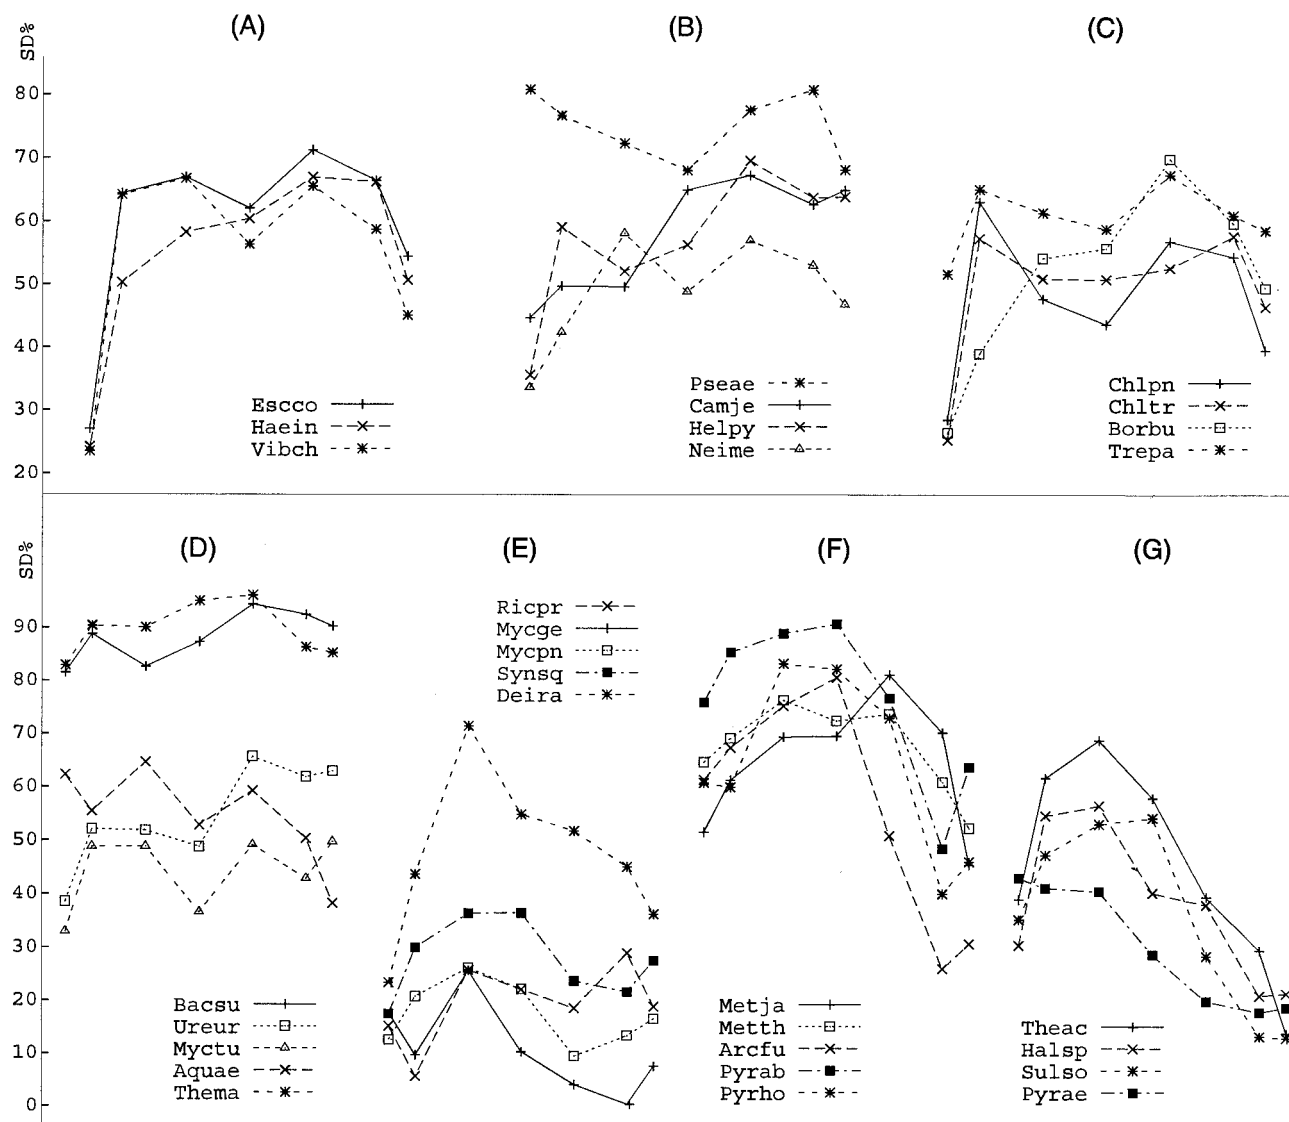 (A) (B) (C)
SD%
80
70
60
50
40
30
20
Escco
Haein
Vibch
Pseae
Camje
Helpy
Neime
Chlpn
Chltr
Borbu
Trepa
(D) (E) (F) (G)
SD%
90
80
70
60
50
40
30
20
10
0
Bacsu
Ureur
Myctu
Aquae
Thema
Ricpr
Mycge
Mycpn
Synsq
Deira
Metja
Metth
Arcfu
Pyrab
Pyrho
Theac
Halsp
Sulso
Pyrae